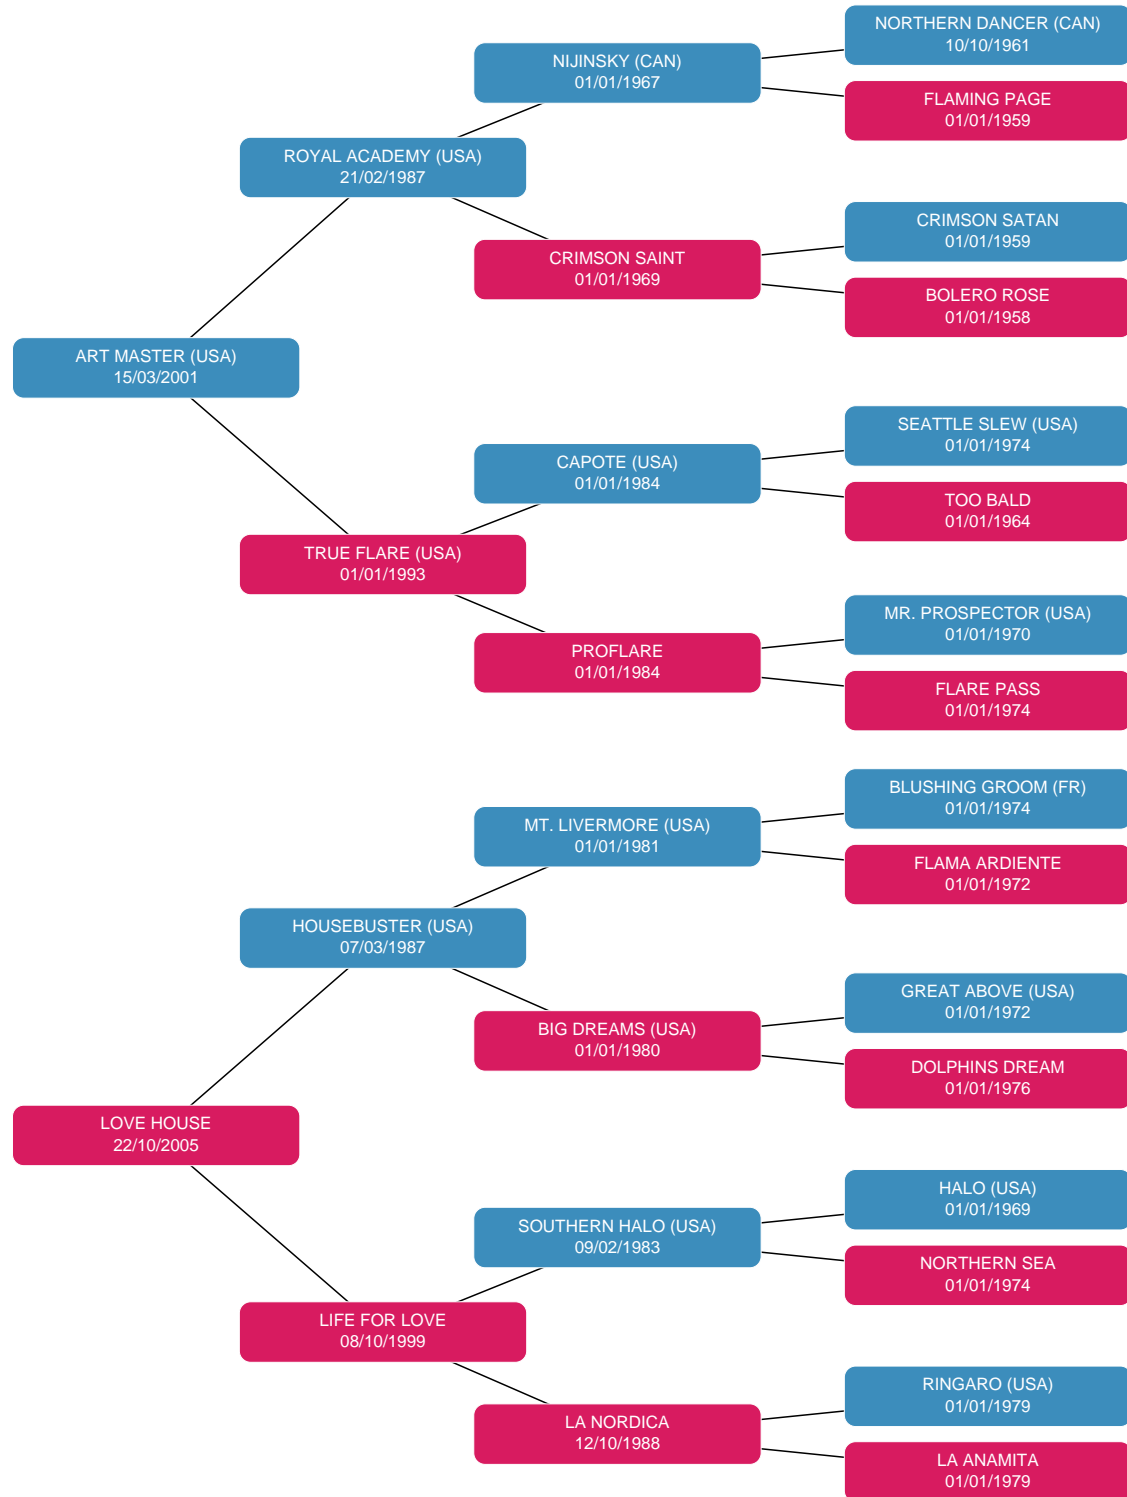 NORTHERN DANCER (CAN)
10/10/1961
NIJINSKY (CAN)
01/01/1967
FLAMING PAGE
01/01/1959
ROYAL ACADEMY (USA)
21/02/1987
CRIMSON SATAN
01/01/1959
CRIMSON SAINT
01/01/1969
BOLERO ROSE
01/01/1958
ART MASTER (USA)
15/03/2001
SEATTLE SLEW (USA)
01/01/1974
CAPOTE (USA)
01/01/1984
TOO BALD
01/01/1964
TRUE FLARE (USA)
01/01/1993
MR. PROSPECTOR (USA)
01/01/1970
PROFLARE
01/01/1984
FLARE PASS
01/01/1974
BLUSHING GROOM (FR)
01/01/1974
MT. LIVERMORE (USA)
01/01/1981
FLAMA ARDIENTE
01/01/1972
HOUSEBUSTER (USA)
07/03/1987
GREAT ABOVE (USA)
01/01/1972
BIG DREAMS (USA)
01/01/1980
DOLPHINS DREAM
01/01/1976
LOVE HOUSE
22/10/2005
HALO (USA)
01/01/1969
SOUTHERN HALO (USA)
09/02/1983
NORTHERN SEA
01/01/1974
LIFE FOR LOVE
08/10/1999
RINGARO (USA)
01/01/1979
LA NORDICA
12/10/1988
LA ANAMITA
01/01/1979